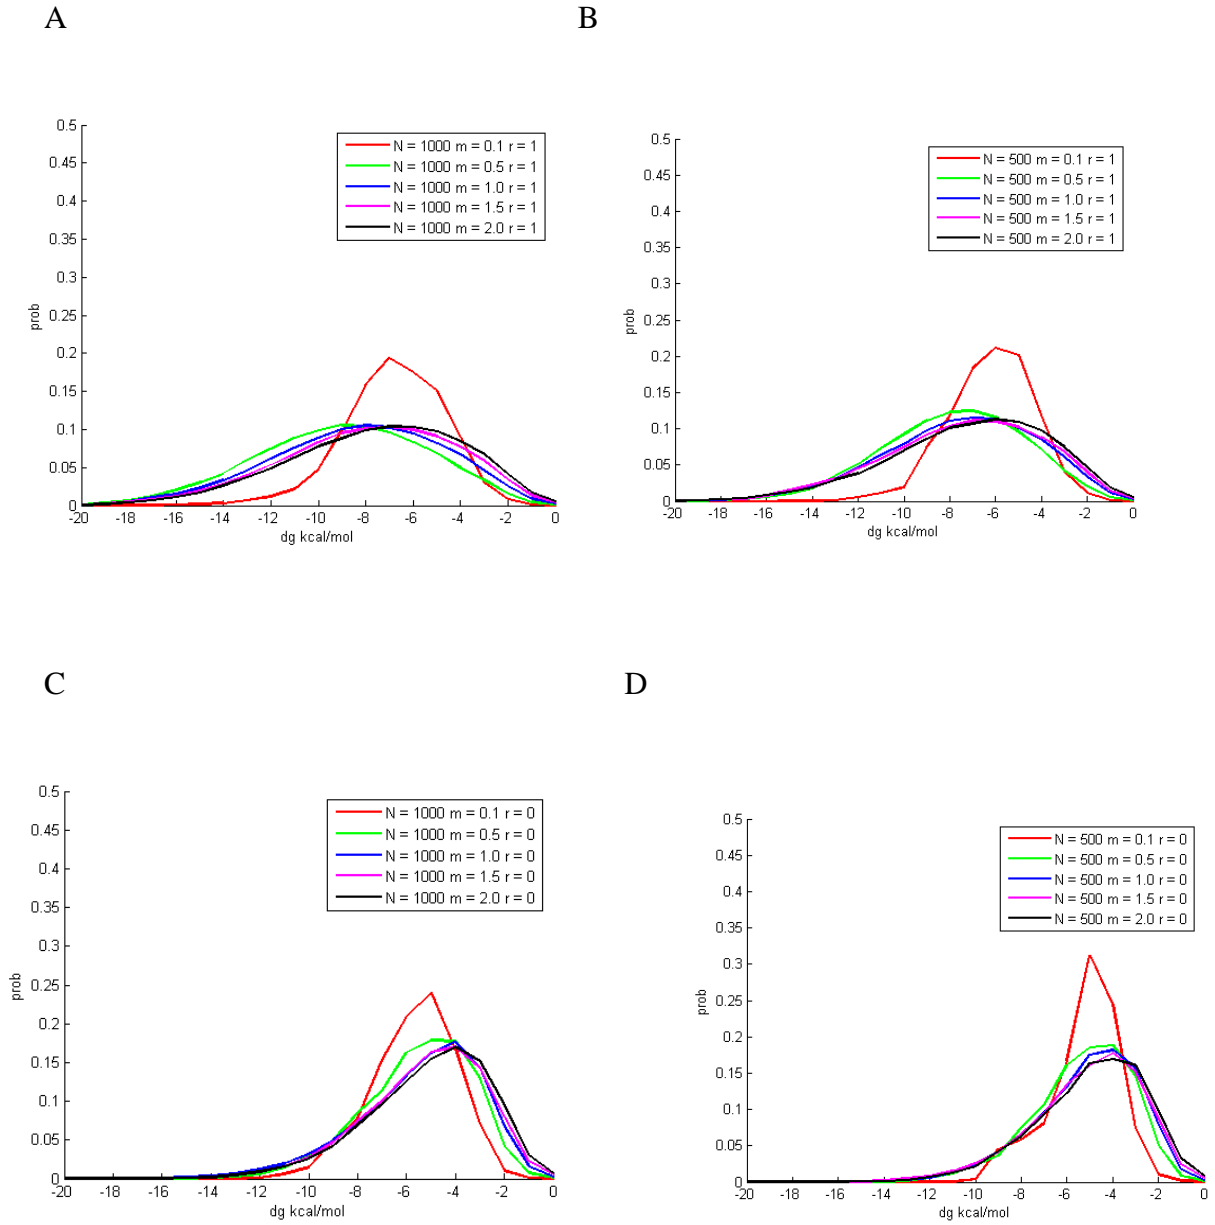 A
B
0.5
0.45
0.4
0.35
0.3
0.25
0.2
0.15
0.1
0.05
0
prob
N = 1000 m = 0.1 r = 1
N = 1000 m = 0.5 r = 1
N = 1000 m = 1.0 r = 1
N = 1000 m = 1.5 r = 1
N = 1000 m = 2.0 r = 1
-20 -18 -16 -14 -12 -10 -8 -6 -4 -2 0
dg kcal/mol
0.5
0.45
0.4
0.35
0.3
0.25
0.2
0.15
0.1
0.05
0
prob
N = 500 m = 0.1 r = 1
N = 500 m = 0.5 r = 1
N = 500 m = 1.0 r = 1
N = 500 m = 1.5 r = 1
N = 500 m = 2.0 r = 1
-20 -18 -16 -14 -12 -10 -8 -6 -4 -2 0
dg kcal/mol
C
D
0.5
0.45
0.4
0.35
0.3
0.25
0.2
0.15
0.1
0.05
0
prob
N = 1000 m = 0.1 r = 0
N = 1000 m = 0.5 r = 0
N = 1000 m = 1.0 r = 0
N = 1000 m = 1.5 r = 0
N = 1000 m = 2.0 r = 0
-20 -18 -16 -14 -12 -10 -8 -6 -4 -2 0
dg kcal/mol
0.5
0.45
0.4
0.35
0.3
0.25
0.2
0.15
0.1
0.05
0
prob
N = 500 m = 0.1 r = 0
N = 500 m = 0.5 r = 0
N = 500 m = 1.0 r = 0
N = 500 m = 1.5 r = 0
N = 500 m = 2.0 r = 0
-20 -18 -16 -14 -12 -10 -8 -6 -4 -2 0
dg kcal/mol